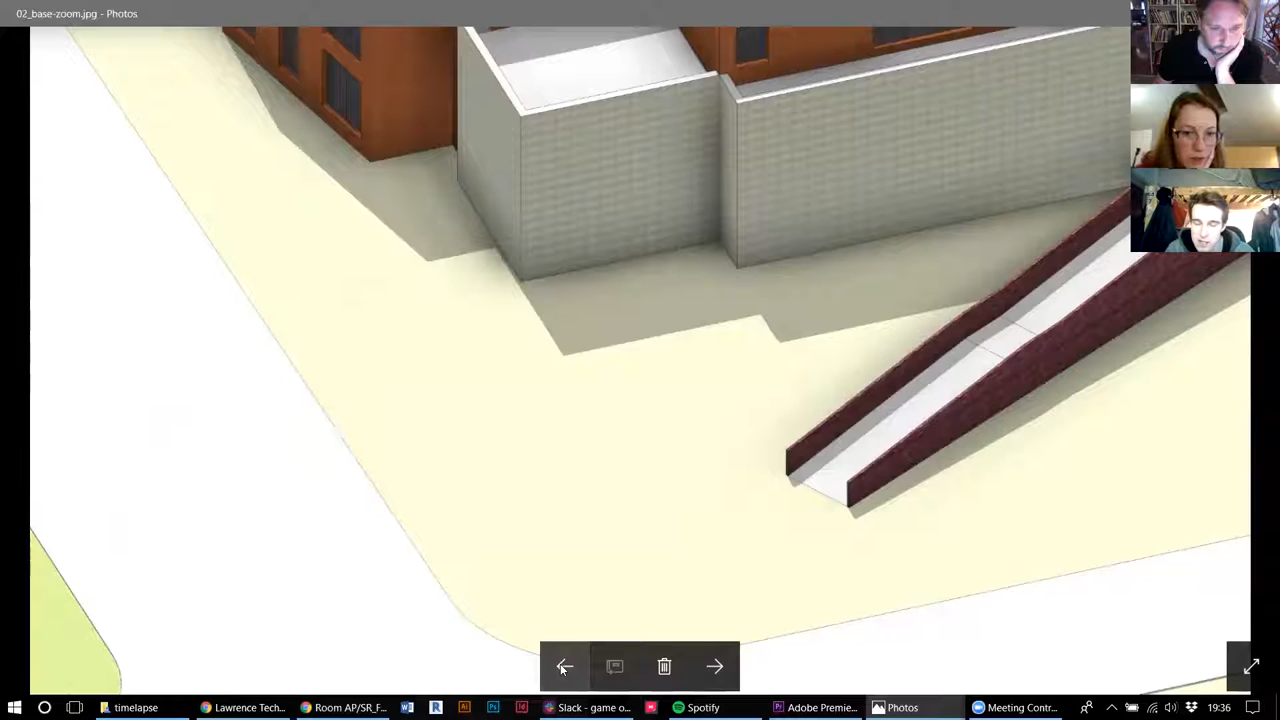 02_base-zoom.jpg - Photos
timelapse
Lawrence Tech...
Room AP/SR_F...
Slack - game o...
Spotify
Adobe Premie...
Photos
Meeting Contr...
19:36